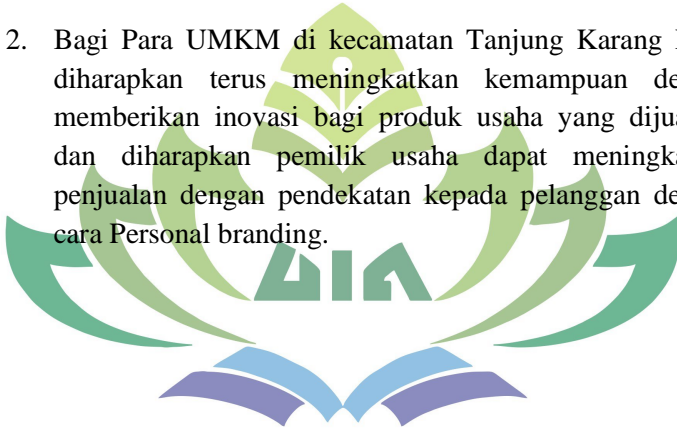 2. Bagi Para UMKM di kecamatan Tanjung Karang
diharapkan terus meningkatkan kemampuan
memberikan inovasi bagi produk usaha yang
dan diharapkan pemilik usaha dapat
penjualan dengan pendekatan kepada pelanggan
cara Personal branding.
UIN